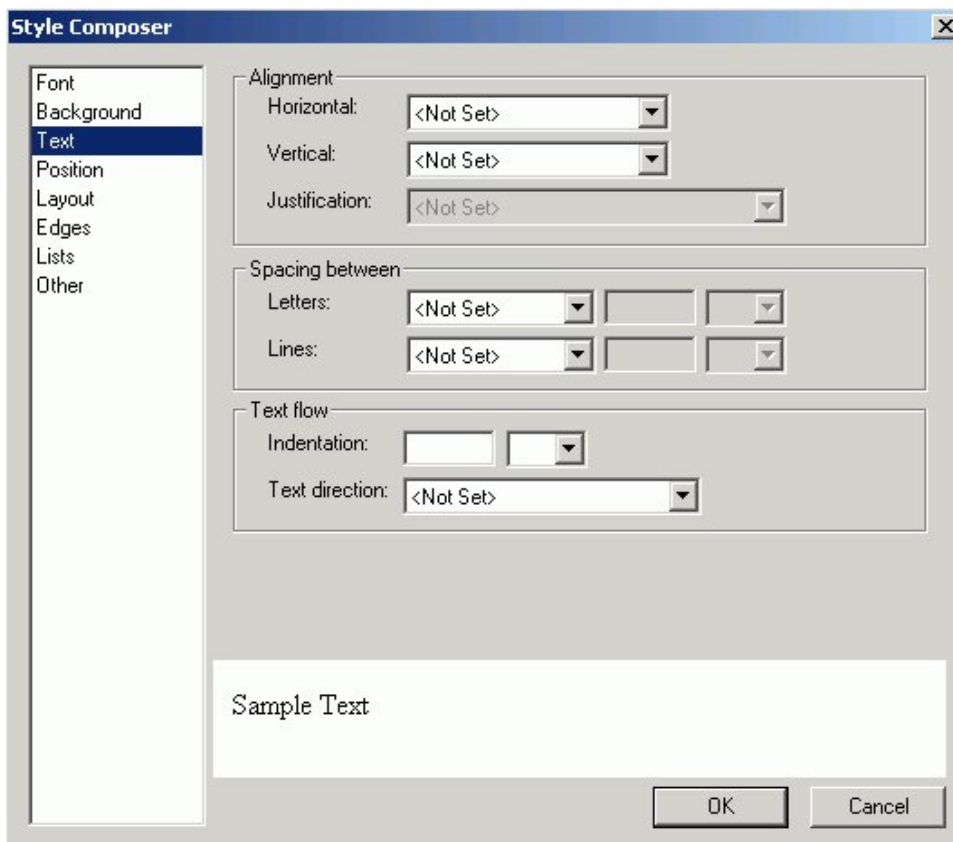 Style Composer
Font
Background
Text
Position
Layout
Edges
Lists
Other
Alignment
Horizontal: <Not Set>
Vertical: <Not Set>
Justification: <Not Set>
Spacing between
Letters: <Not Set>
Lines: <Not Set>
Text flow
Indentation:
Text direction: <Not Set>
Sample Text
OK Cancel